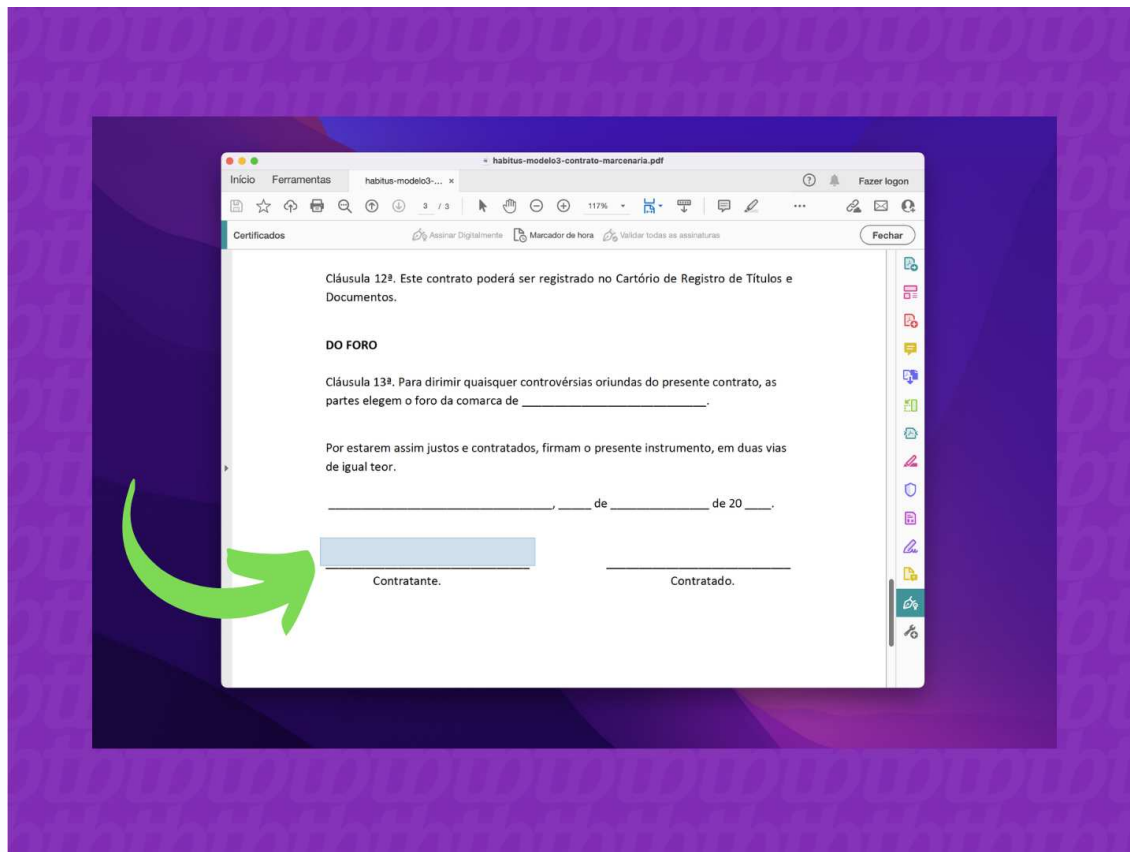 habitus-modelo3-contrato-marcenaria.pdf
Início Ferramentas habitus-modelo3-... × Fazer logon
3 / 3 117% ...
Certificados Assinar Digitalmente Marcador de hora Validar todas as assinaturas Fechar
Cláusula 12ª. Este contrato poderá ser registrado no Cartório de Registro de Títulos e
Documentos.
DO FORO
Cláusula 13ª. Para dirimir quaisquer controvérsias oriundas do presente contrato, as
partes elegem o foro da comarca de ____________________________.
Por estarem assim justos e contratados, firmam o presente instrumento, em duas vias
de igual teor.
__________________________________, _____ de _______________ de 20 ____.
Contratante. Contratado.